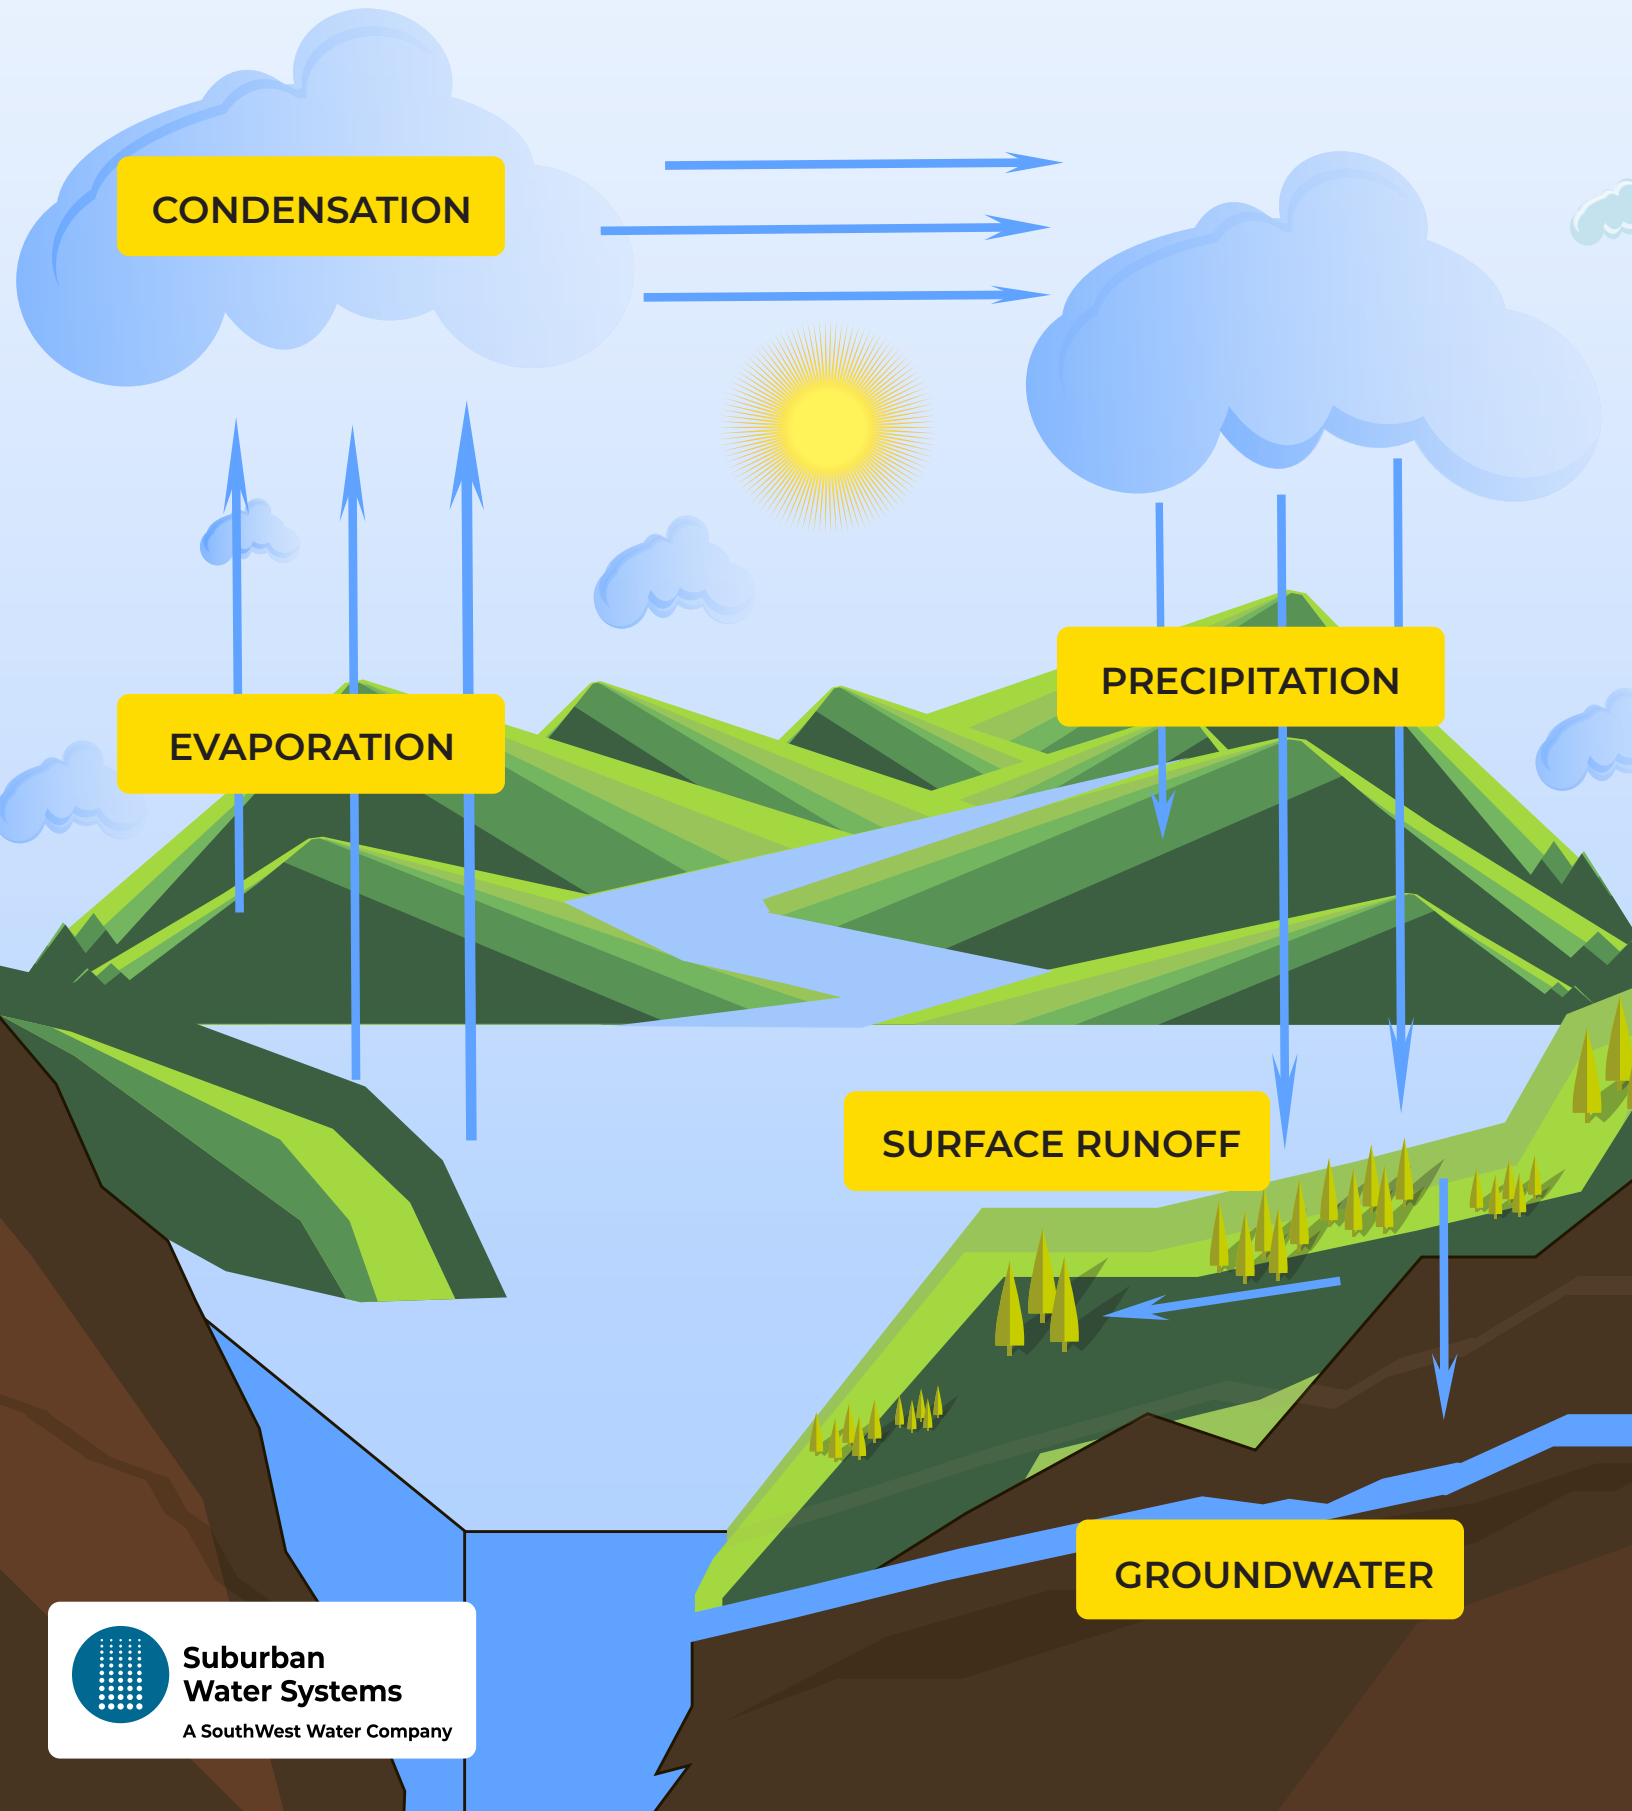 CONDENSATION
PRECIPITATION
EVAPORATION
SURFACE RUNOFF
GROUNDWATER
Suburban
Water Systems
A SouthWest Water Company